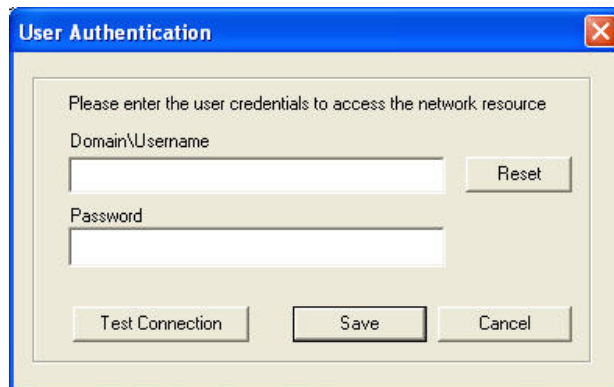 User Authentication
Please enter the user credentials to access the network resource
Domain\Username
Reset
Password
Test Connection
Save
Cancel